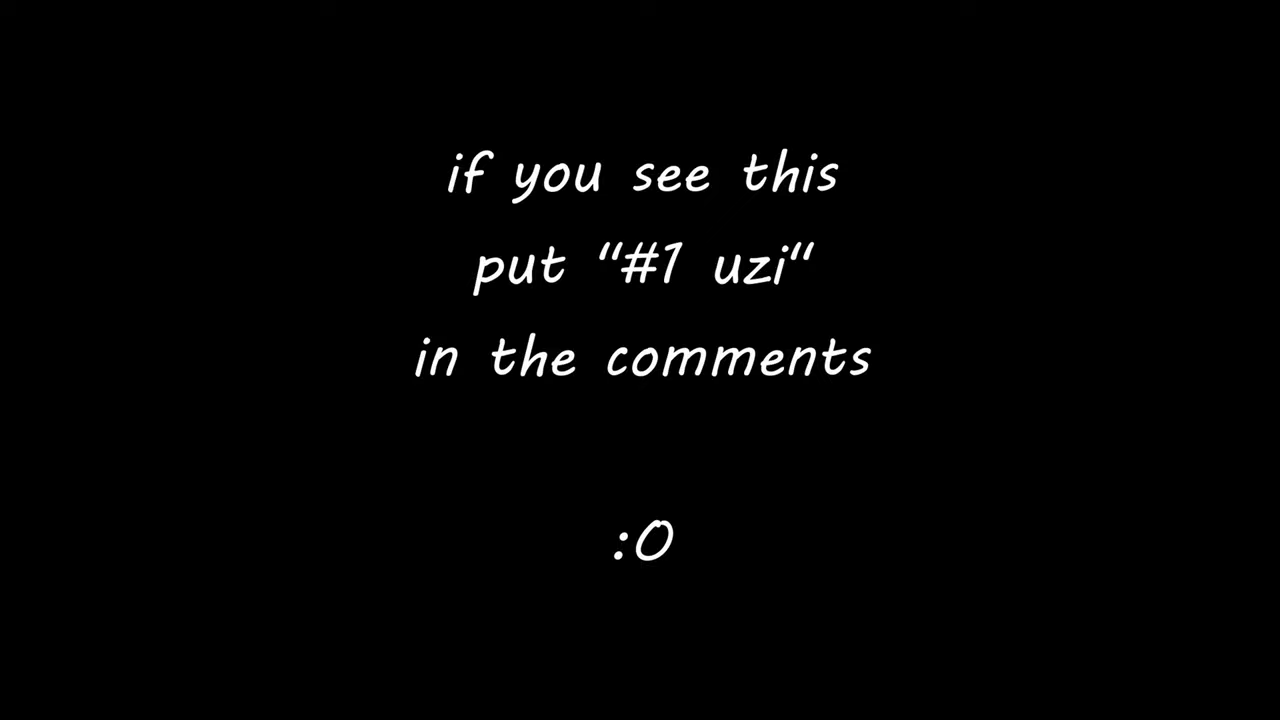 if you see this
put “#1 uzi“
in the comments
:O